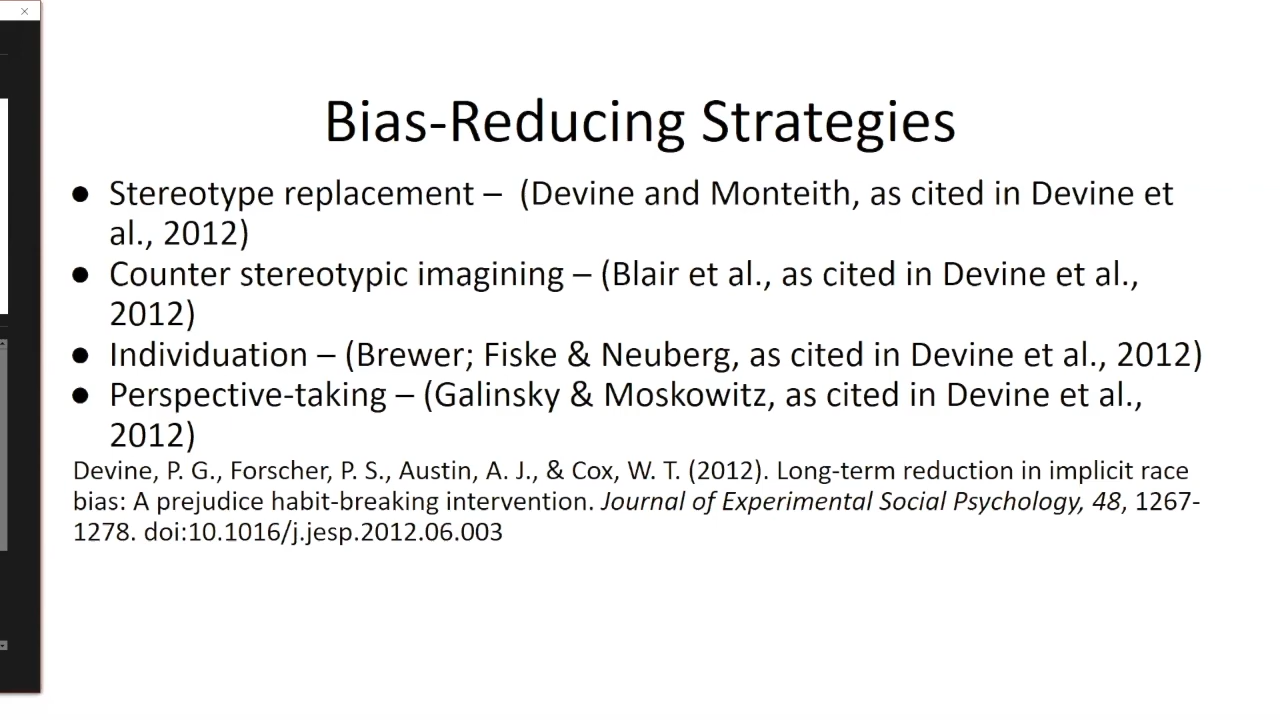 Bias-Reducing Strategies
● Stereotype replacement –  (Devine and Monteith, as cited in Devine et
al., 2012)
● Counter stereotypic imagining – (Blair et al., as cited in Devine et al.,
2012)
● Individuation – (Brewer; Fiske & Neuberg, as cited in Devine et al., 2012)
● Perspective-taking – (Galinsky & Moskowitz, as cited in Devine et al.,
2012)
Devine, P. G., Forscher, P. S., Austin, A. J., & Cox, W. T. (2012). Long-term reduction in implicit race
bias: A prejudice habit-breaking intervention. Journal of Experimental Social Psychology, 48, 1267-
1278. doi:10.1016/j.jesp.2012.06.003